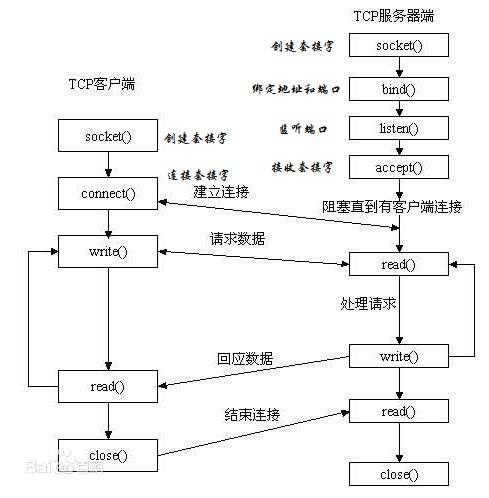 TCP服务器端
创建套接字
socket()
绑定地址和端口
bind()
监听端口
listen()
接收套接字
accept()
阻塞直到有客户端连接
TCP客户端
socket()
创建套接字
connect()
连接套接字
建立连接
write()
请求数据
read()
处理请求
回应数据
write()
read()
结束连接
read()
close()
close()
Bai百科